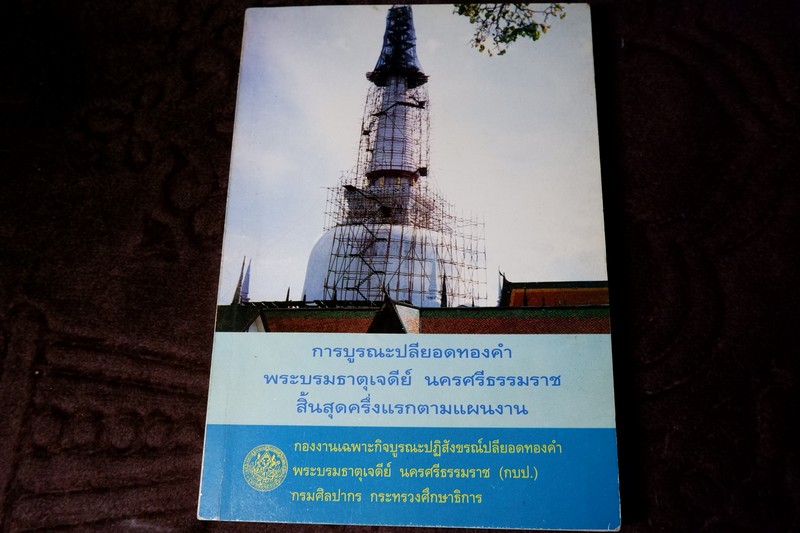 การบูรณะปลียอดทองคำ
พระบรมธาตุเจดีย์ นครศรีธรรมราช
สิ้นสุดครึ่งแรกตามแผนงาน
กองงานเฉพาะกิจบูรณะปฏิสังขรณ์ปลียอดทองคำ
พระบรมธาตุเจดีย์ นครศรีธรรมราช (กบป.)
กรมศิลปากร กระทรวงศึกษาธิการ